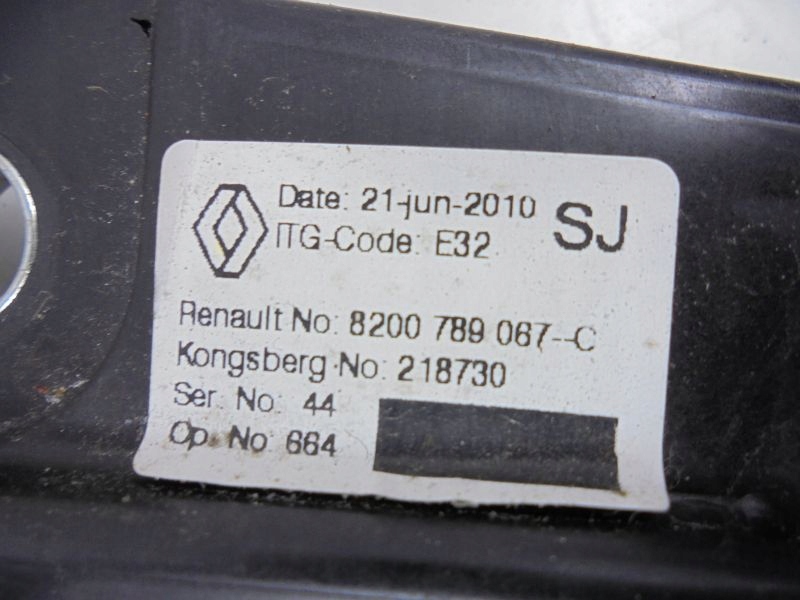 Date: 21-jun-2010 SJ
ITG-Code: E32
Renault No: 8200 789 067--C
Kongsberg No: 218730
Ser. No: 44
Op. No 664